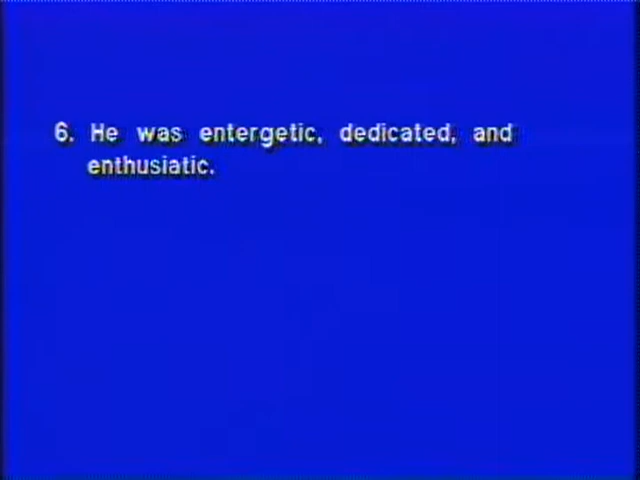 6. He was entergetic, dedicated, and
enthusiatic.